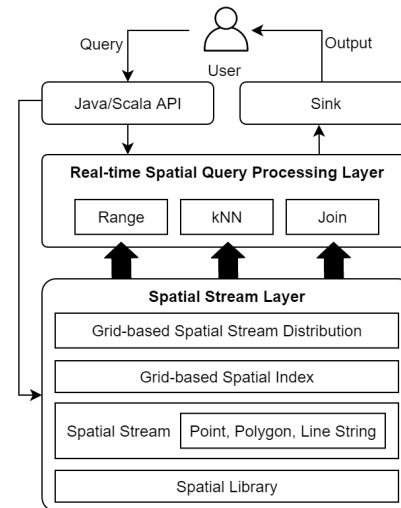 Query
Output
User
Java/Scala API
Sink
Real-time Spatial Query Processing Layer
Range
kNN
Join
Spatial Stream Layer
Grid-based Spatial Stream Distribution
Grid-based Spatial Index
Spatial Stream
Point, Polygon, Line String
Spatial Library